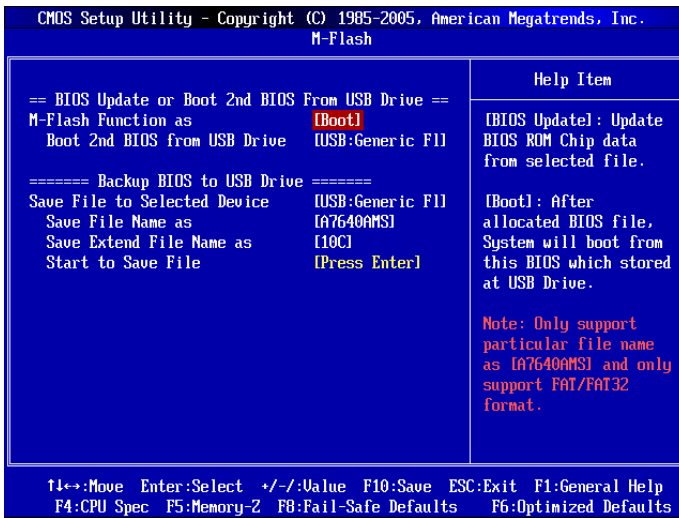 CMOS Setup Utility - Copyright (C) 1985-2005, American Megatrends, Inc.
M-Flash
== BIOS Update or Boot 2nd BIOS From USB Drive ==
M-Flash Function as [Boot]
Boot 2nd BIOS from USB Drive [USB:Generic Fl]
======= Backup BIOS to USB Drive =======
Save File to Selected Device [USB:Generic Fl]
Save File Name as [A7640AMS]
Save Extend File Name as [10C]
Start to Save File [Press Enter]
Help Item
[BIOS Update]: Update
BIOS ROM Chip data
from selected file.
[Boot]: After
allocated BIOS file,
System will boot from
this BIOS which stored
at USB Drive.
Note: Only support
particular file name
as [A7640AMS] and only
support FAT/FAT32
format.
↑↓←→:Move Enter:Select +/-/:Value F10:Save ESC:Exit F1:General Help
F4:CPU Spec F5:Memory-Z F8:Fail-Safe Defaults F6:Optimized Defaults